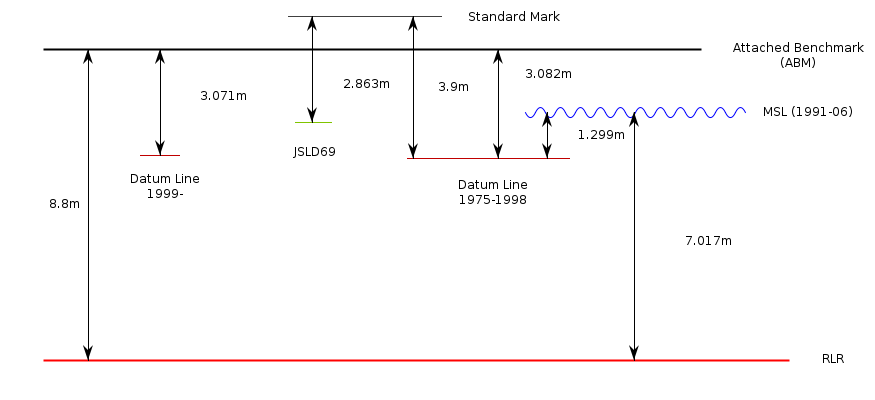 Standard Mark
Attached Benchmark
(ABM)
3.082m
2.863m
3.9m
3.071m
MSL (1991-06)
1.299m
JSLD69
Datum Line
1999-
Datum Line
1975-1998
8.8m
7.017m
RLR